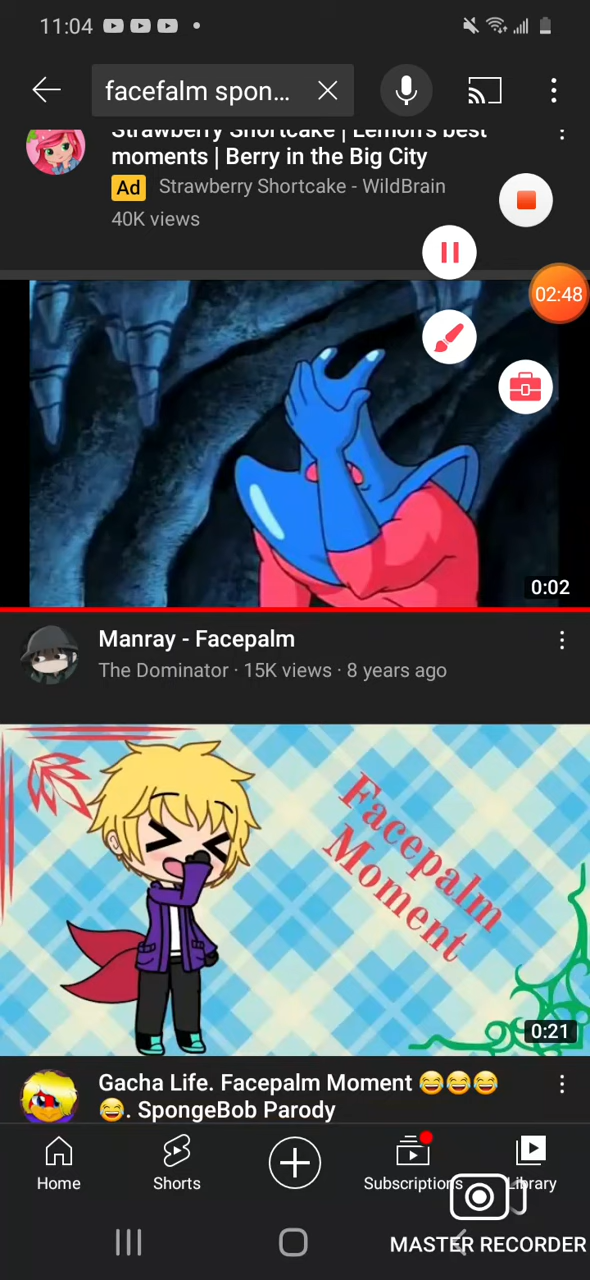 11:04
facefalm spon...
Strawberry Shortcake | Lemon's best
moments | Berry in the Big City
Ad Strawberry Shortcake - WildBrain
40K views
02:48
0:02
Manray - Facepalm
The Dominator · 15K views · 8 years ago
Facepalm
Moment
0:21
Gacha Life. Facepalm Moment 😂😂😂
😂. SpongeBob Parody
Home
Shorts
Subscriptions
Library
MASTER RECORDER